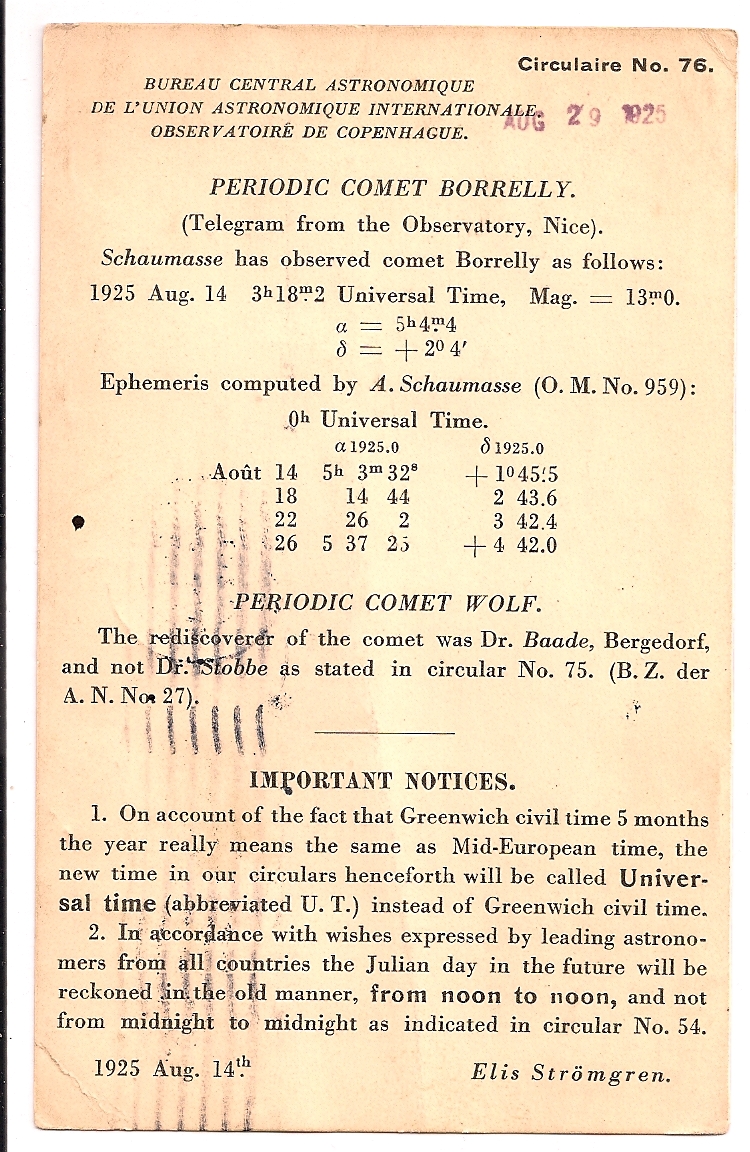 Circulaire No. 76.
BUREAU CENTRAL ASTRONOMIQUE
DE L'UNION ASTRONOMIQUE INTERNATIONALE.
OBSERVATOIRE DE COPENHAGUE.
AUG 29 1925
PERIODIC COMET BORRELLY.
(Telegram from the Observatory, Nice).
Schaumasse has observed comet Borrelly as follows:
1925 Aug. 14 3ʰ18ᵐ.2 Universal Time, Mag. = 13ᵐ0.
α = 5ʰ4ᵐ.4
δ = + 2⁰ 4′
Ephemeris computed by A. Schaumasse (O. M. No. 959):
0ʰ Universal Time.
α 1925.0 δ 1925.0
Août 14 5ʰ 3ᵐ 32ˢ + 1⁰ 45′.5
18 14 44 2 43.6
22 26 2 3 42.4
26 5 37 25 + 4 42.0
PERIODIC COMET WOLF.
The rediscoverer of the comet was Dr. Baade, Bergedorf,
and not Dr. Stobbe as stated in circular No. 75. (B. Z. der
A. N. No. 27).
IMPORTANT NOTICES.
1. On account of the fact that Greenwich civil time 5 months
the year really means the same as Mid-European time, the
new time in our circulars henceforth will be called Univer-
sal time (abbreviated U. T.) instead of Greenwich civil time.
2. In accordance with wishes expressed by leading astrono-
mers from all countries the Julian day in the future will be
reckoned in the old manner, from noon to noon, and not
from midnight to midnight as indicated in circular No. 54.
1925 Aug. 14ᵗʰ. Elis Strömgren.